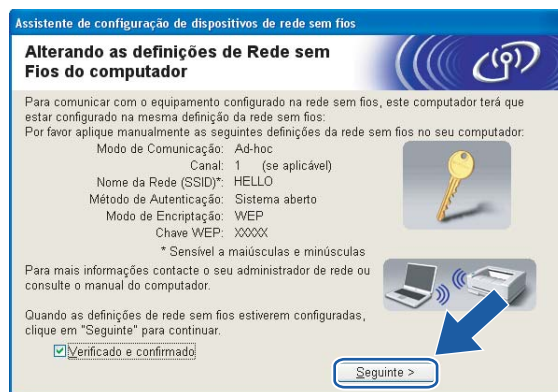 Assistente de configuração de dispositivos de rede sem fios
Alterando as definições de Rede sem
Fios do computador
Para comunicar com o equipamento configurado na rede sem fios, este computador terá que
estar configurado na mesma definição da rede sem fios:
Por favor aplique manualmente as seguintes definições da rede sem fios no seu computador:
Modo de Comunicação: Ad-hoc
Canal: 1 (se aplicável)
Nome da Rede (SSID)*: HELLO
Método de Autenticação: Sistema aberto
Modo de Encriptação: WEP
Chave WEP: XXXXX
* Sensível a maiúsculas e minúsculas
Para mais informações contacte o seu administrador de rede ou
consulte o manual do computador.
Quando as definições de rede sem fios estiverem configuradas,
clique em "Seguinte" para continuar.
Verificado e confirmado
Seguinte >